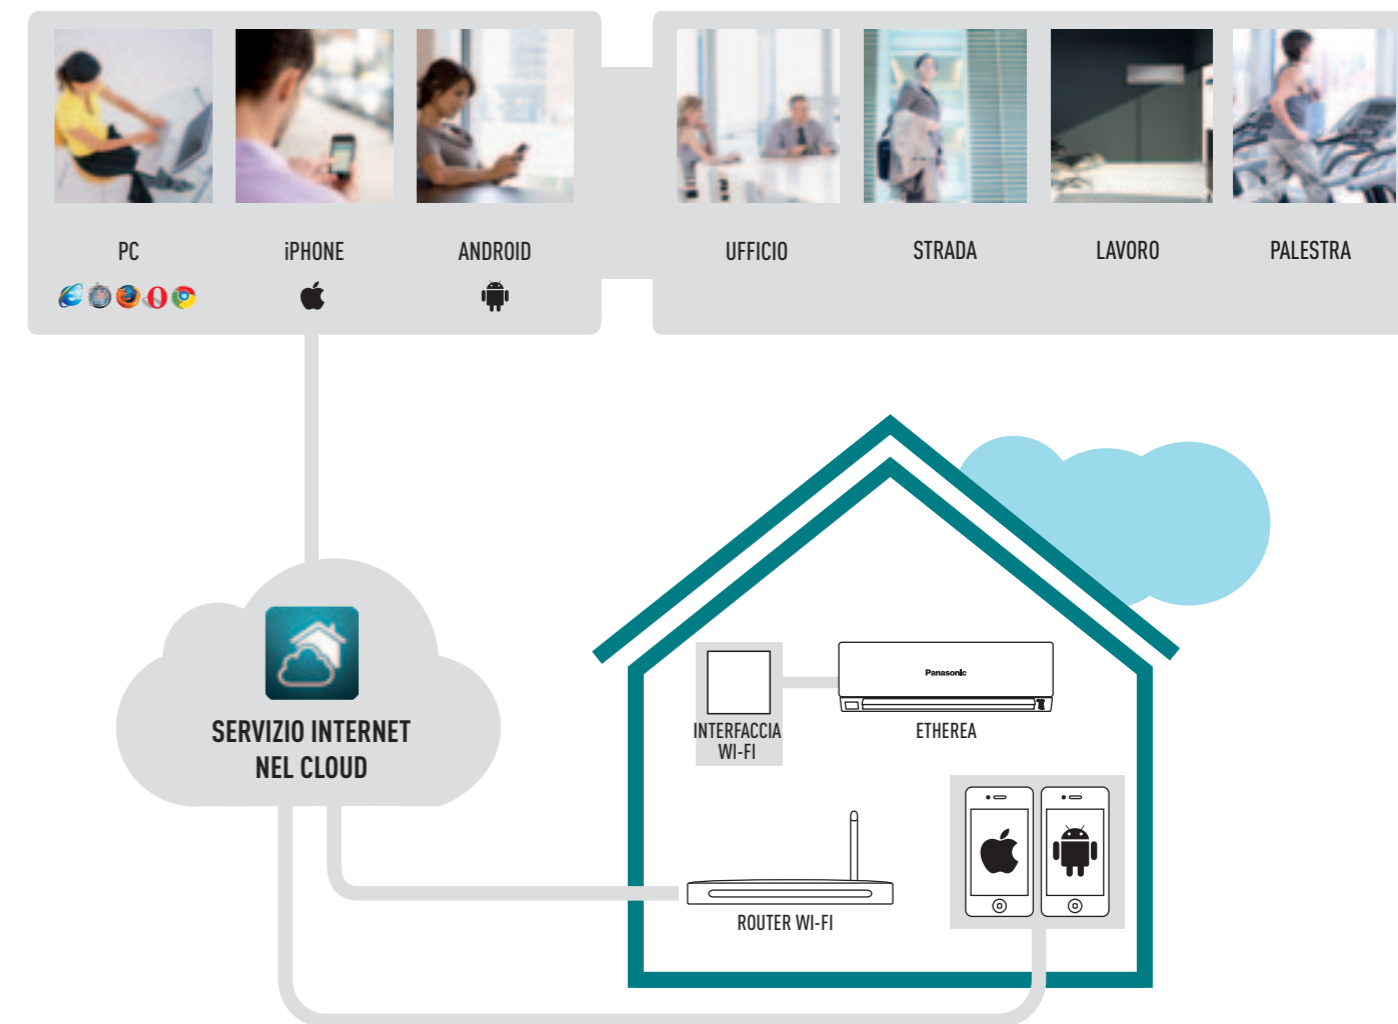 PC
iPHONE
ANDROID
UFFICIO
STRADA
LAVORO
PALESTRA
SERVIZIO INTERNET
NEL CLOUD
Panasonic
INTERFACCIA
WI-FI
ETHEREA
ROUTER WI-FI